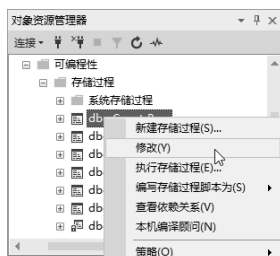 对象资源管理器
连接
可编程性
存储过程
系统存储过程
db
新建存储过程(S)...
db
修改(Y)
db
执行存储过程(E)...
db
编写存储过程脚本为(S)
db
查看依赖关系(V)
db
本机编译顾问(N)
策略(O)